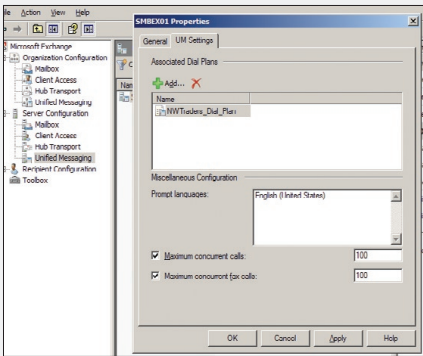 Action View Help
Microsoft Exchange
Organization Configuration
Mailbox
Client Access
Hub Transport
Unified Messaging
Server Configuration
Mailbox
Client Access
Hub Transport
Unified Messaging
Recipient Configuration
Toolbox
SMBEX01 Properties
General UM Settings
Associated Dial Plans
Add...
Name
NWTraders_Dial_Plan
Miscellaneous Configuration
Prompt languages: English (United States)
Maximum concurrent calls: 100
Maximum concurrent fax calls: 100
OK Cancel Apply Help